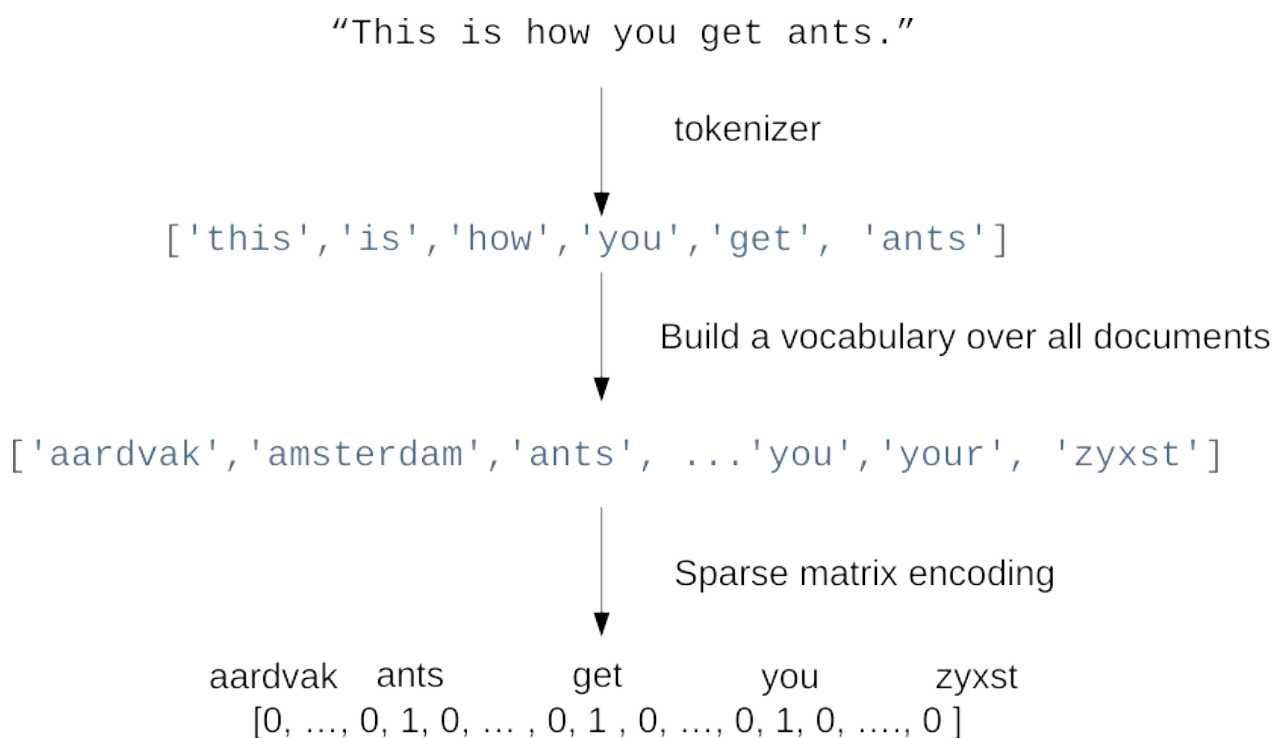 “This is how you get ants.”
tokenizer
['this','is','how','you','get', 'ants']
Build a vocabulary over all documents
['aardvak','amsterdam','ants', ...'you','your', 'zyxst']
Sparse matrix encoding
aardvak ants get you zyxst
[0, …, 0, 1, 0, … , 0, 1 , 0, …, 0, 1, 0, …., 0 ]